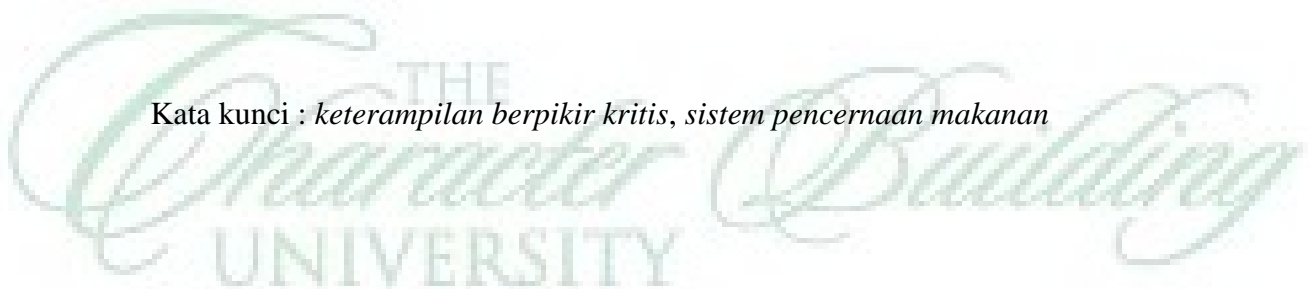 THE
Kata kunci : keterampilan berpikir kritis, sistem pencernaan makanan
Character Building
UNIVERSITY